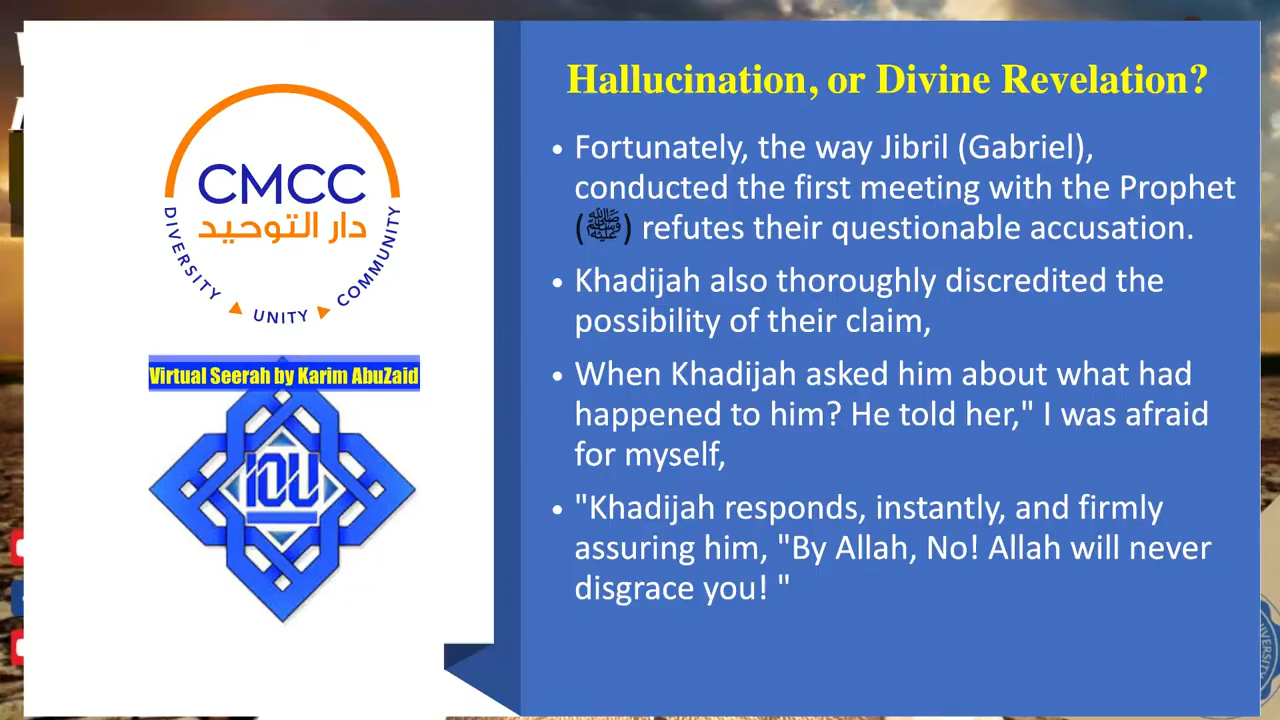 CMCC
دار التوحيد
DIVERSITY UNITY COMMUNITY
Virtual Seerah by Karim AbuZaid
IOU
Hallucination, or Divine Revelation?
• Fortunately, the way Jibril (Gabriel),
conducted the first meeting with the Prophet
(ﷺ) refutes their questionable accusation.
• Khadijah also thoroughly discredited the
possibility of their claim,
• When Khadijah asked him about what had
happened to him? He told her," I was afraid
for myself,
• "Khadijah responds, instantly, and firmly
assuring him, "By Allah, No! Allah will never
disgrace you! "